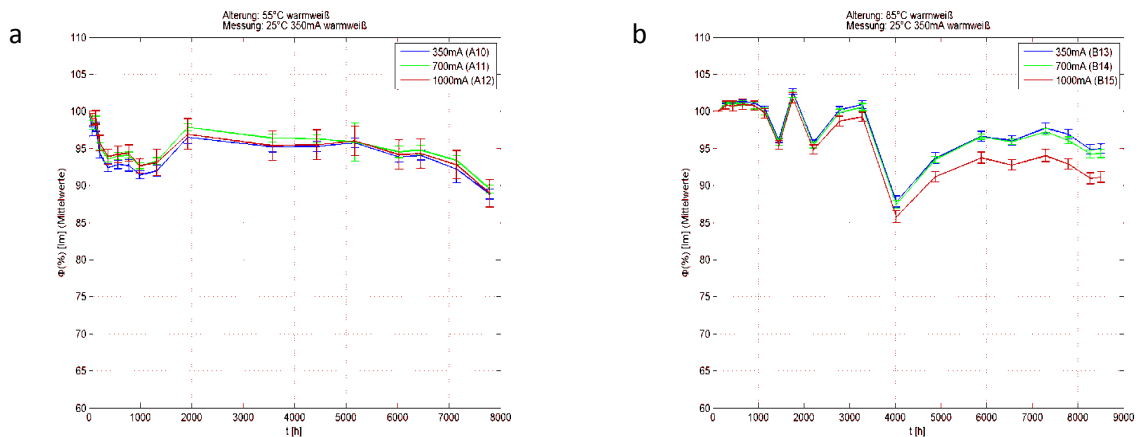 a
Alterung: 55°C warmweiß
Messung: 25°C 350mA warmweiß
350mA (A10)
700mA (A11)
1000mA (A12)
Φ(%) [lm] (Mittelwerte)
110
105
100
95
90
85
80
75
70
65
60
0
1000
2000
3000
4000
5000
6000
7000
8000
t [h]
b
Alterung: 85°C warmweiß
Messung: 25°C 350mA warmweiß
350mA (B13)
700mA (B14)
1000mA (B15)
Φ(%) [lm] (Mittelwerte)
110
105
100
95
90
85
80
75
70
65
60
0
1000
2000
3000
4000
5000
6000
7000
8000
9000
t [h]